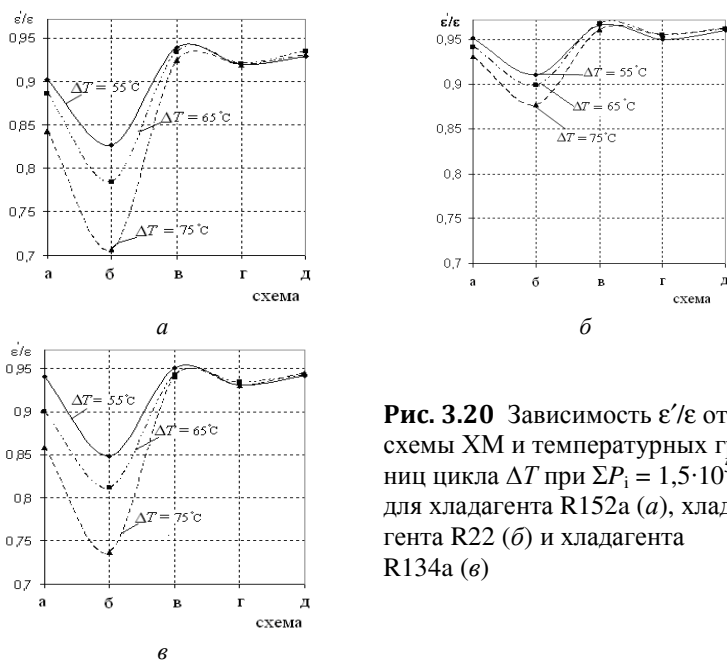 ε'/ε
0,95
0,9
0,85
0,8
0,75
0,7
ΔT = 55°C
ΔT = 65°C
ΔT = 75°C
а б в г д
схема
а
ε'/ε
0,95
0,9
0,85
0,8
0,75
0,7
ΔT = 55°C
ΔT = 65°C
ΔT = 75°C
а б в г д
схема
б
ε'/ε
0,95
0,9
0,85
0,8
0,75
0,7
ΔT = 55°C
ΔT = 65°C
ΔT = 75°C
а б в г д
схема
в
Рис. 3.20 Зависимость ε′/ε от
схемы ХМ и температурных
ниц цикла ΔT при ΣPi = 1,5·10
для хладагента R152a (а),
гента R22 (б) и хладагента
R134a (в)